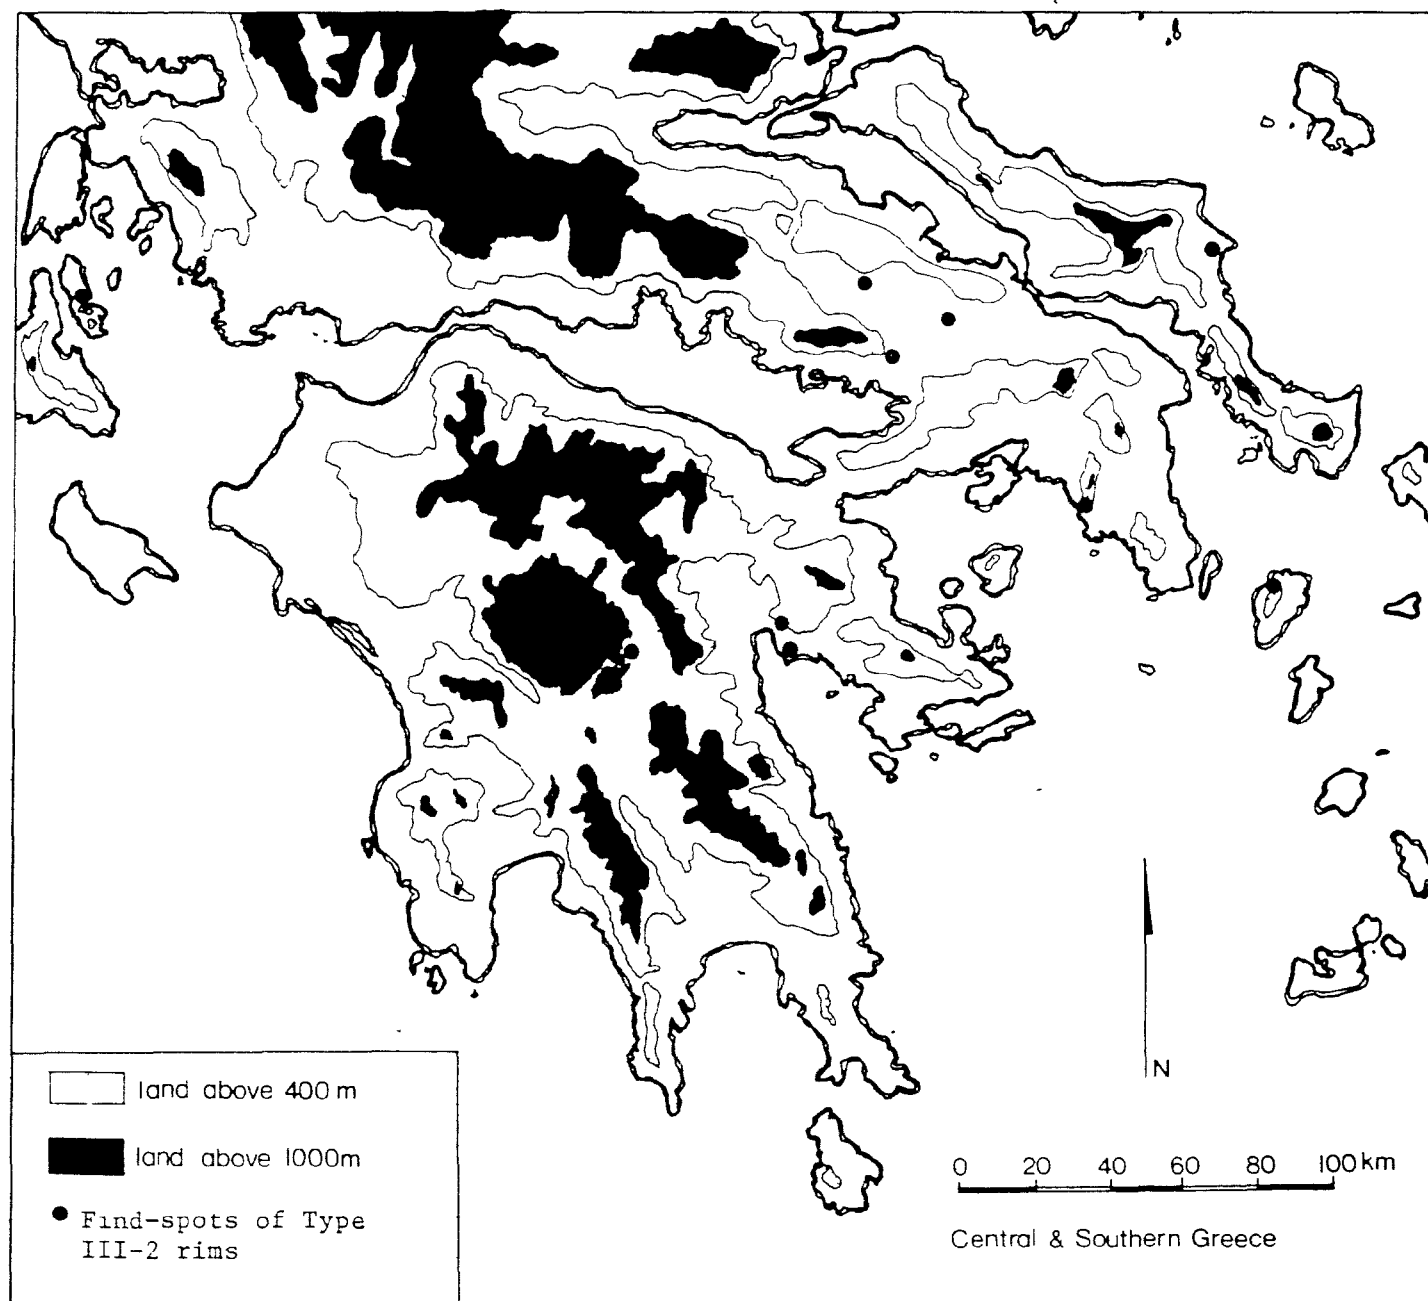 land above 400 m
land above 1000m
Find-spots of Type
III-2 rims
N
0 20 40 60 80 100 km
Central & Southern Greece